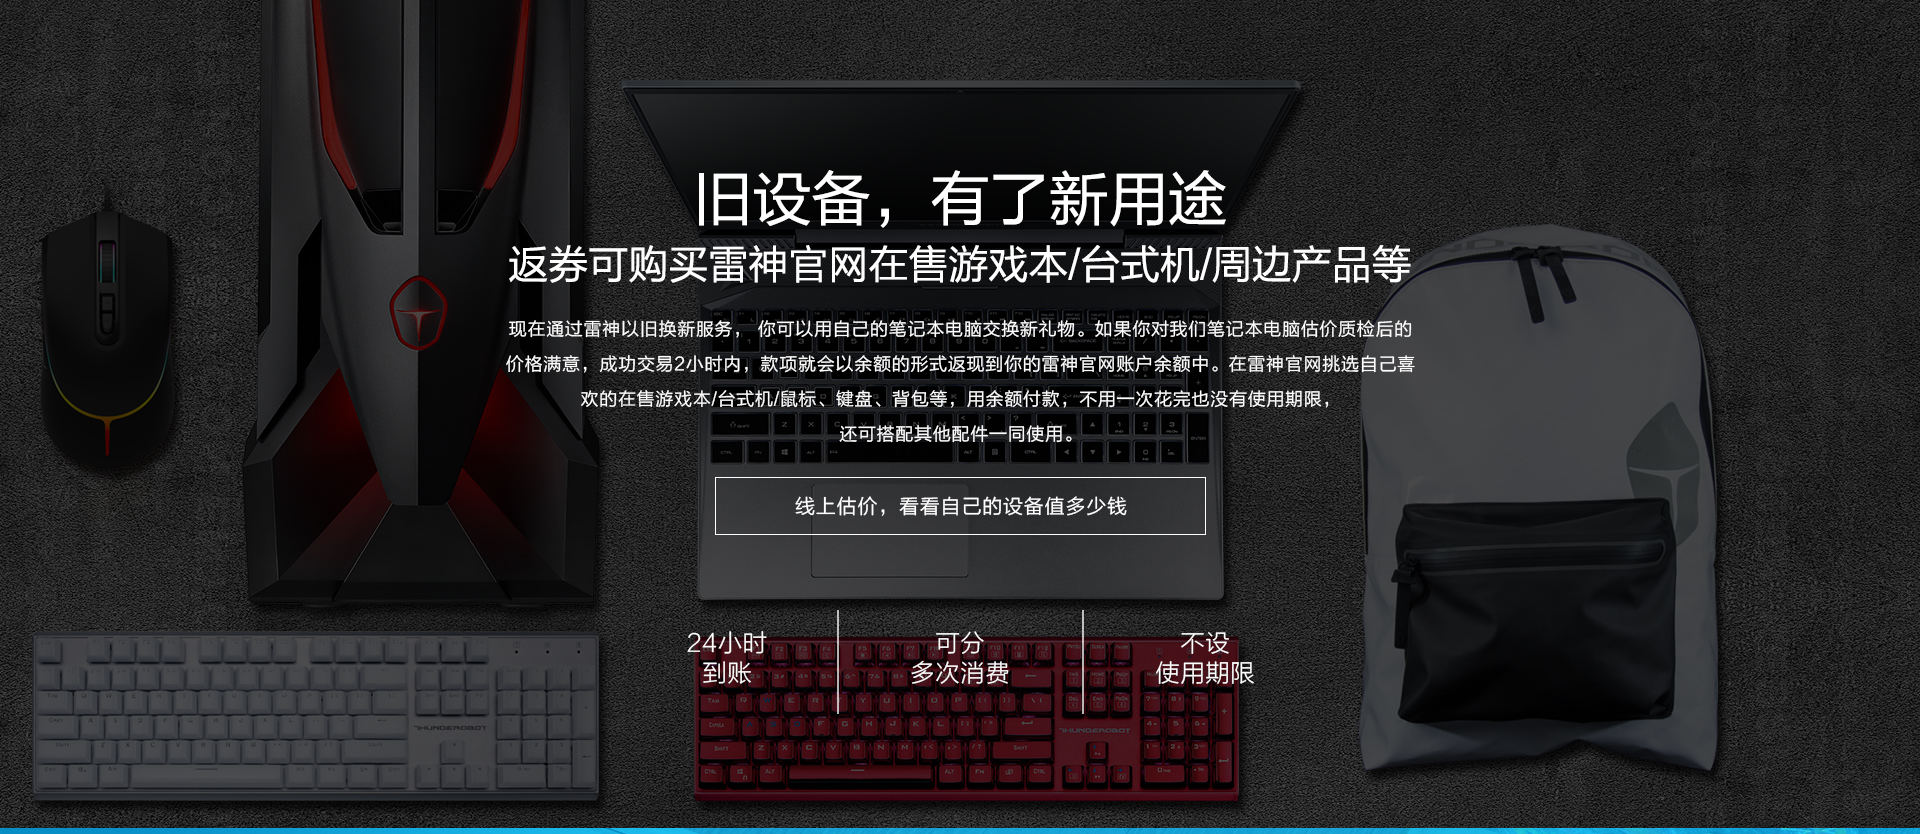 旧设备，有了新用途
返券可购买雷神官网在售游戏本/台式机/周边产品等
现在通过雷神以旧换新服务， 你可以用自己的笔记本电脑交换新礼物。如果你对我们笔记本电脑估价质检后的
价格满意，成功交易2小时内，款项就会以余额的形式返现到你的雷神官网账户余额中。在雷神官网挑选自己喜
欢的在售游戏本/台式机/鼠标、键盘、背包等，用余额付款，不用一次花完也没有使用期限，
还可搭配其他配件一同使用。
线上估价，看看自己的设备值多少钱
24小时
到账
可分
多次消费
不设
使用期限
THUNDEROBOT
THUNDEROBOT